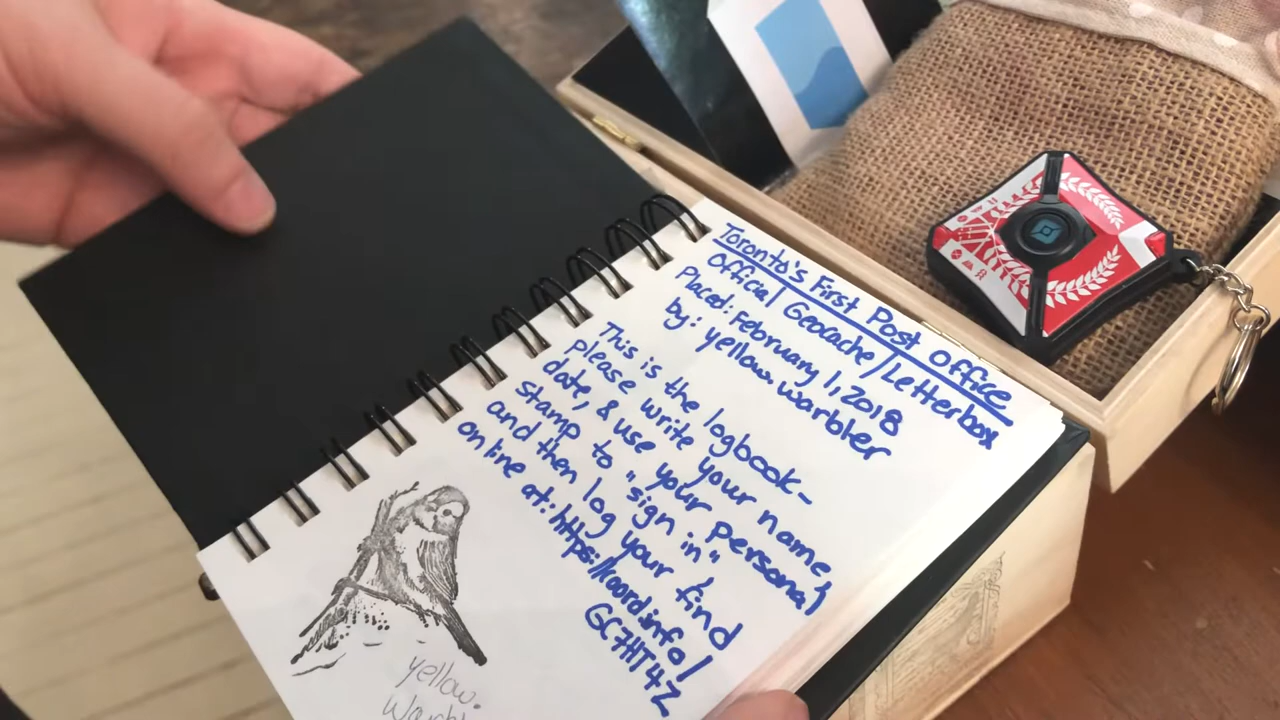 Toronto's First Post Office
Official Geocache/Letterbox
Placed: February 1, 2018
by: yellow.warbler
This is the logbook-
please write your name,
date, & use your personal
stamp to "sign in"
and then log your find
online at: https://coord.info/
GC7HT4Z
yellow.